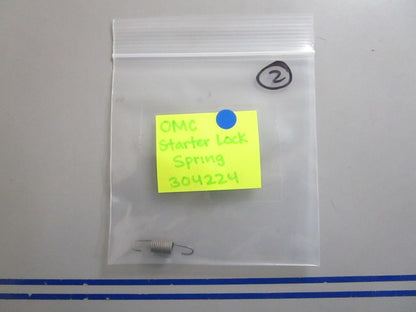 2
OMC
Starter Lock
Spring
304224